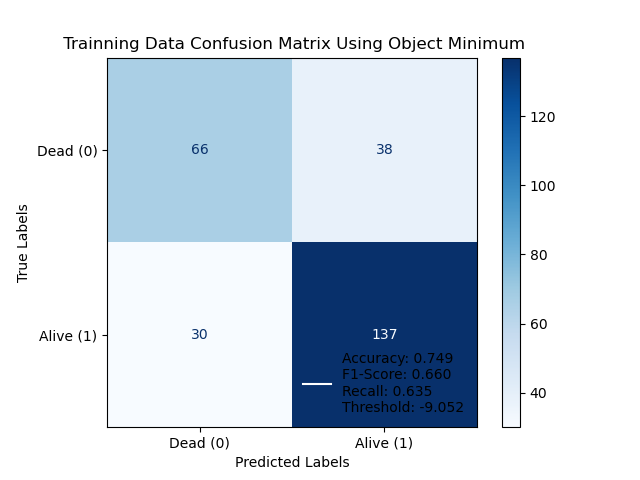 Trainning Data Confusion Matrix Using Object Minimum
Dead (0)
66
38
Alive (1)
30
137
Accuracy: 0.749
F1-Score: 0.660
Recall: 0.635
Threshold: -9.052
Dead (0)
Alive (1)
Predicted Labels
True Labels
120
100
80
60
40